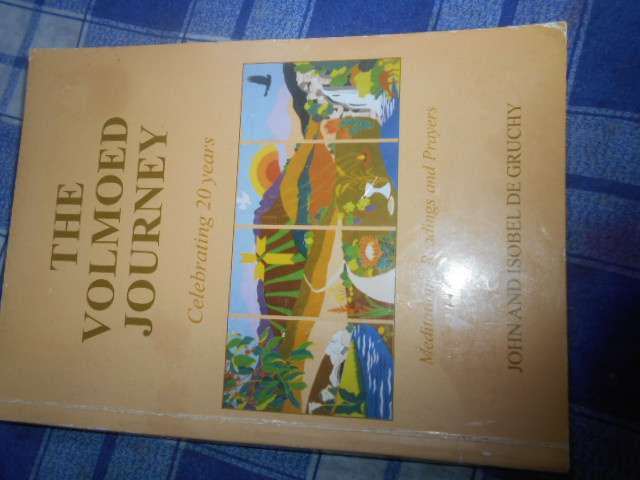 THE
VOLMOED
JOURNEY
Celebrating 20 years
Meditations, Readings and Prayers
JOHN AND ISOBEL DE GRUCHY